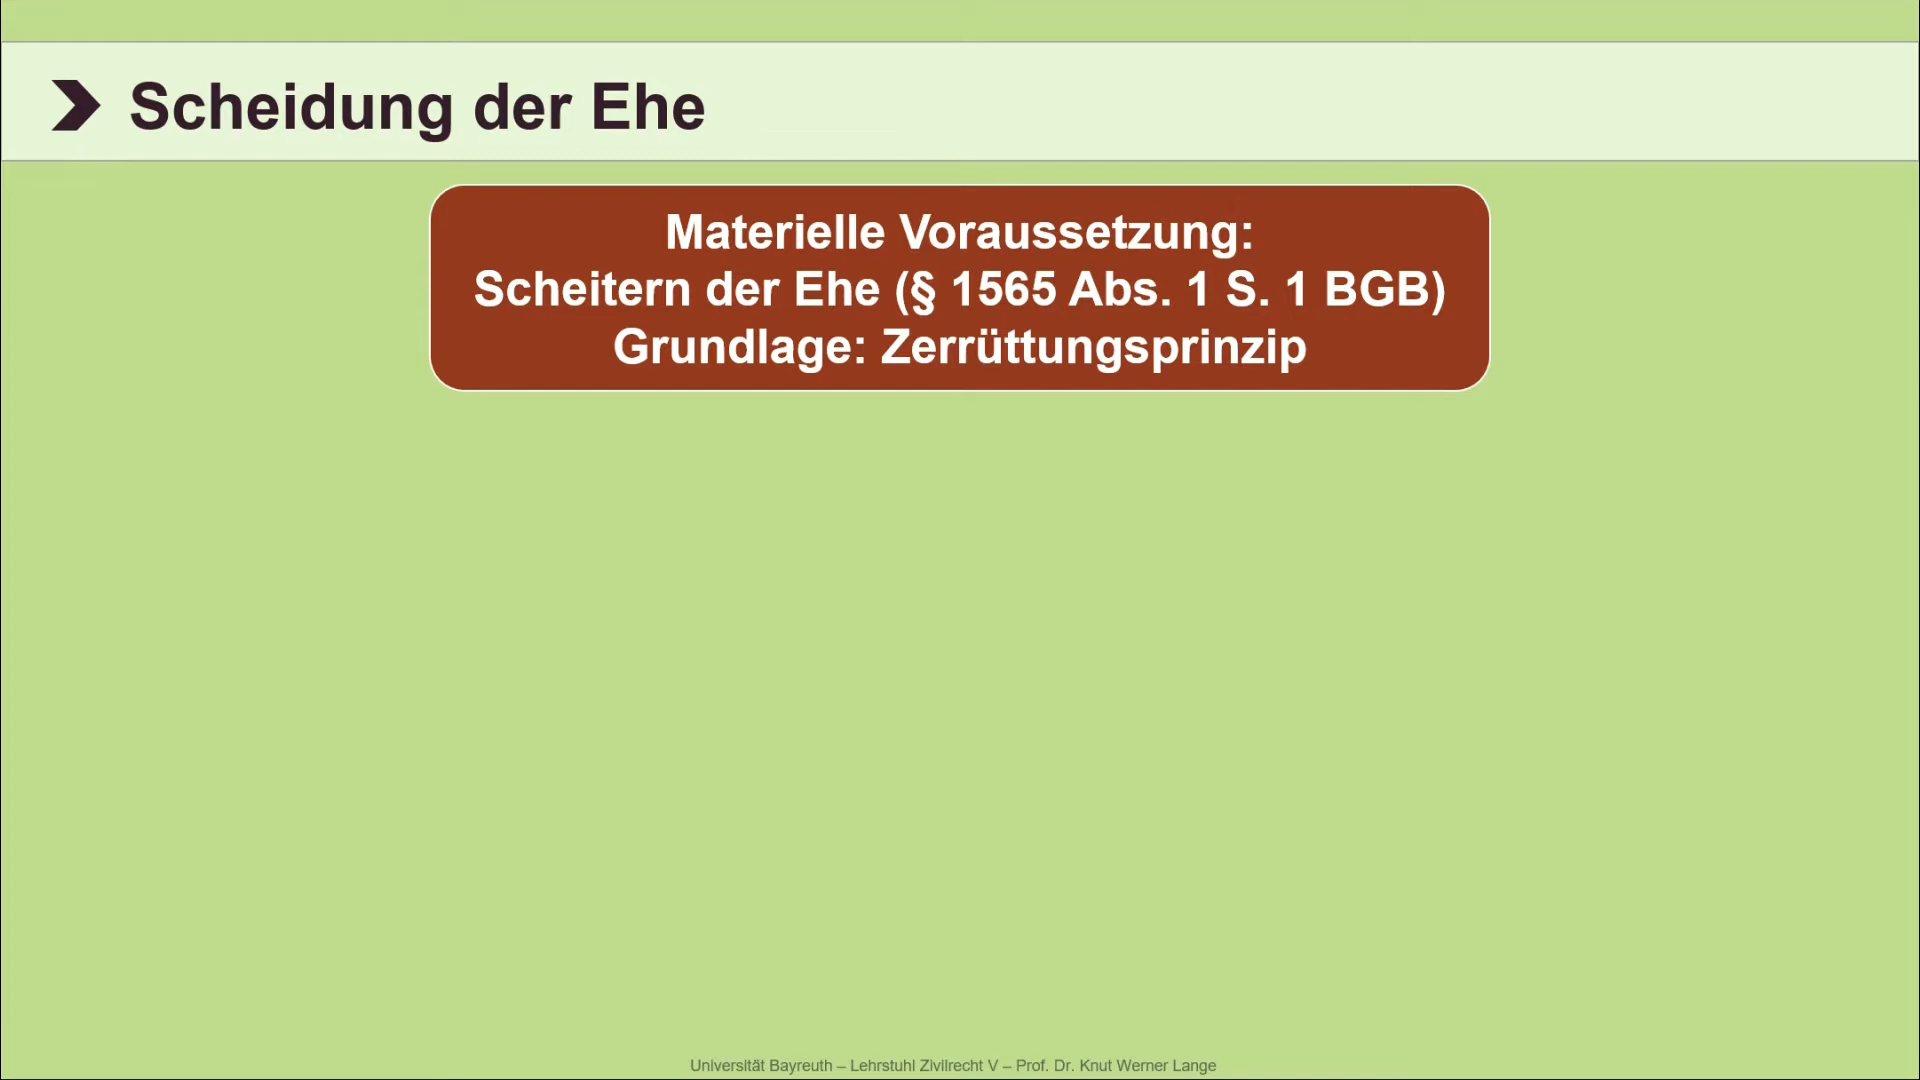 Scheidung der Ehe
Materielle Voraussetzung:
Scheitern der Ehe (§ 1565 Abs. 1 S. 1 BGB)
Grundlage: Zerrüttungsprinzip
Universität Bayreuth – Lehrstuhl Zivilrecht V – Prof. Dr. Knut Werner Lange